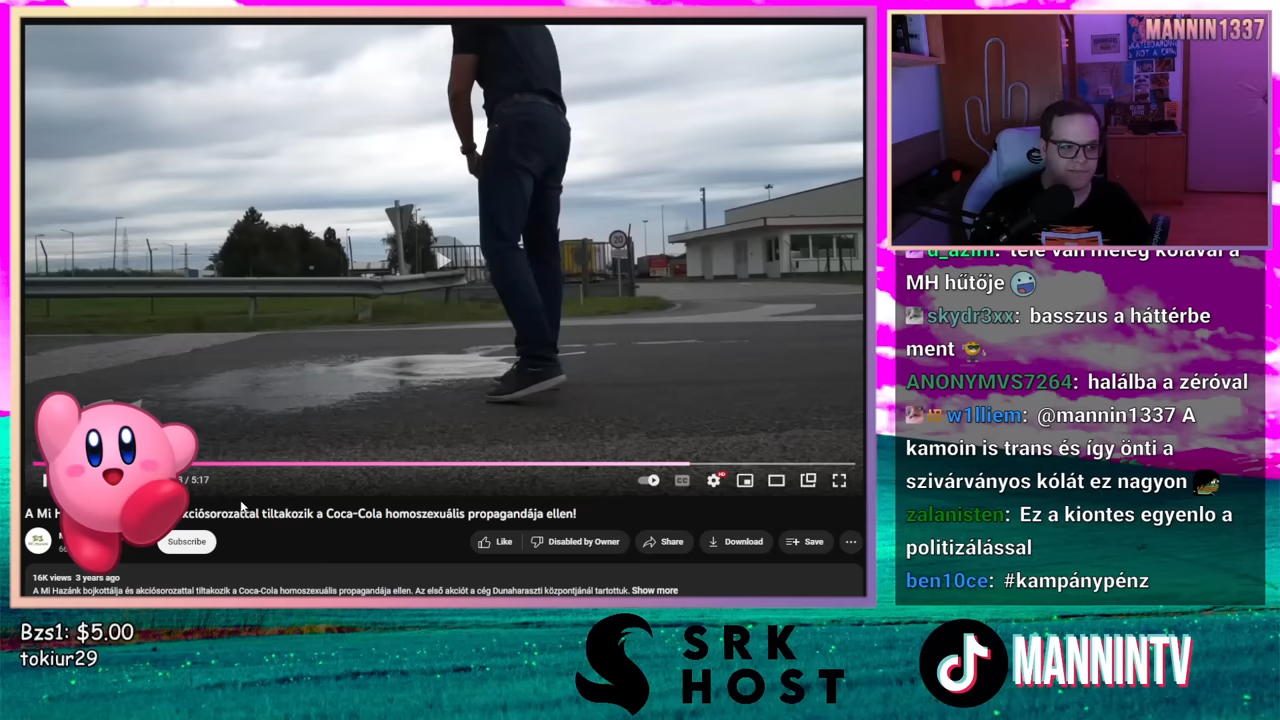 MANNIN1337
20
d_azim: tele van meleg kólával a
MH hűtője
skydr3xx: basszus a háttérbe
ment
ANONYMVS7264: halálba a zéróval
w1lliem: @mannin1337 A
kamoin is trans és így önti a
szivárványos kólát ez nagyon
zalanisten: Ez a kiontes egyenlo a
politizálással
ben10ce: #kampánypénz
/ 5:17
CC
HD
A Mi H
akciósorozattal tiltakozik a Coca-Cola homoszexuális propagandája ellen!
Subscribe
Like
Disabled by Owner
Share
Download
Save
16K views 3 years ago
A Mi Hazánk bojkottálja és akciósorozattal tiltakozik a Coca-Cola homoszexuális propagandája ellen. Az első akciót a cég Dunaharaszti központjánál tartottuk. Show more
Bzs1: $5.00
tokiur29
SRK
HOST
MANNINTV